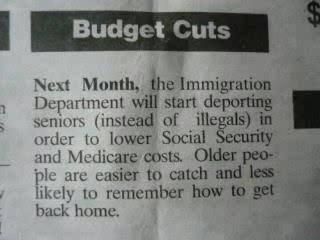 Budget Cuts
$
Next Month, the Immigration
Department will start deporting
seniors (instead of illegals) in
order to lower Social Security
and Medicare costs. Older peo-
ple are easier to catch and less
likely to remember how to get
back home.